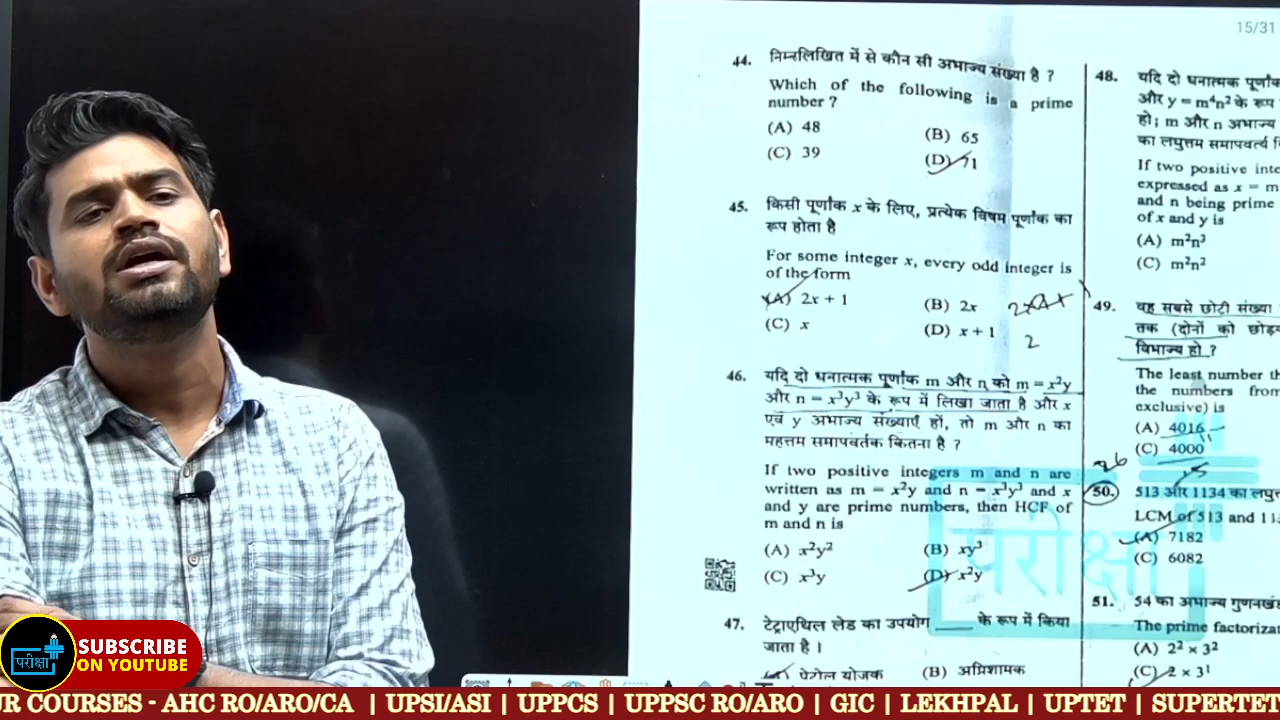 15/31
44. निम्नलिखित में से कौन सी अभाज्य संख्या है ?
Which of the following is a prime
number ?
(A) 48
(B) 65
(C) 39
(D) 71
45. किसी पूर्णांक x के लिए, प्रत्येक विषम पूर्णांक का
रूप होता है
For some integer x, every odd integer is
of the form
(A) 2x + 1
(B) 2x
(C) x
(D) x + 1
2
46. यदि दो धनात्मक पूर्णांक m और n को m = x²y
और n = x³y³ के रूप में लिखा जाता है और x
एवं y अभाज्य संख्याएँ हों, तो m और n का
महत्तम समापवर्तक कितना है ?
If two positive integers m and n are
written as m = x²y and n = x³y³ and x
and y are prime numbers, then HCF of
m and n is
(A) x²y²
(B) xy³
(C) x³y
(D) x²y
47. टेट्राएथिल लेड का उपयोग ____ के रूप में किया
जाता है ।
(A) पेट्रोल योजक
(B) अग्निशामक
48. यदि दो धनात्मक पूर्णांक
और y = m⁴n² के रूप
हो; m और n अभाज्य
का लघुत्तम समापवर्त्य
If two positive inte
expressed as x = m
and n being prime
of x and y is
(A) m²n³
(C) m²n²
49. वह सबसे छोटी संख्या
तक (दोनों को छोड़
विभाज्य हो ?
The least number th
the numbers from
exclusive) is
(A) 4016
(C) 4000
50. 513 और 1134 का लघुत्त
LCM of 513 and 11
(A) 7182
(C) 6082
51. 54 का अभाज्य गुणनखंड
The prime factoriza
(A) 2² × 3²
(C) 2 × 3¹
परीक्षा
परीक्षा
SUBSCRIBE
ON YOUTUBE
UR COURSES - AHC RO/ARO/CA | UPSI/ASI | UPPCS | UPPSC RO/ARO | GIC | LEKHPAL | UPTET | SUPERTET